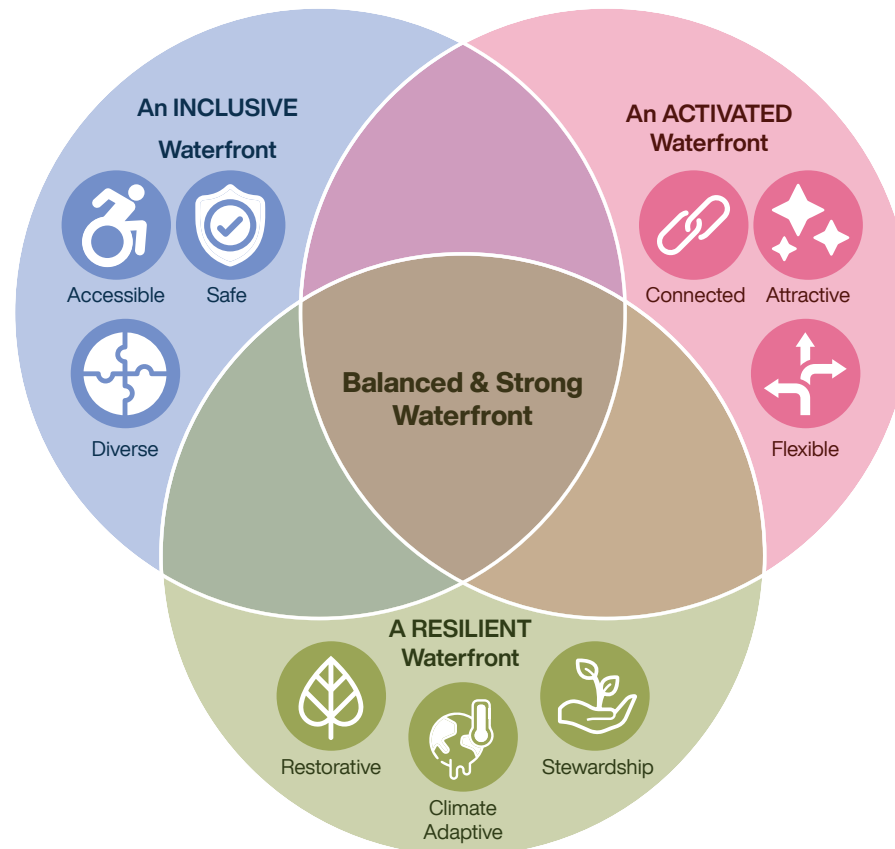 An INCLUSIVE
Waterfront
Accessible
Safe
Diverse
An ACTIVATED
Waterfront
Connected
Attractive
Flexible
Balanced & Strong
Waterfront
A RESILIENT
Waterfront
Restorative
Climate
Adaptive
Stewardship